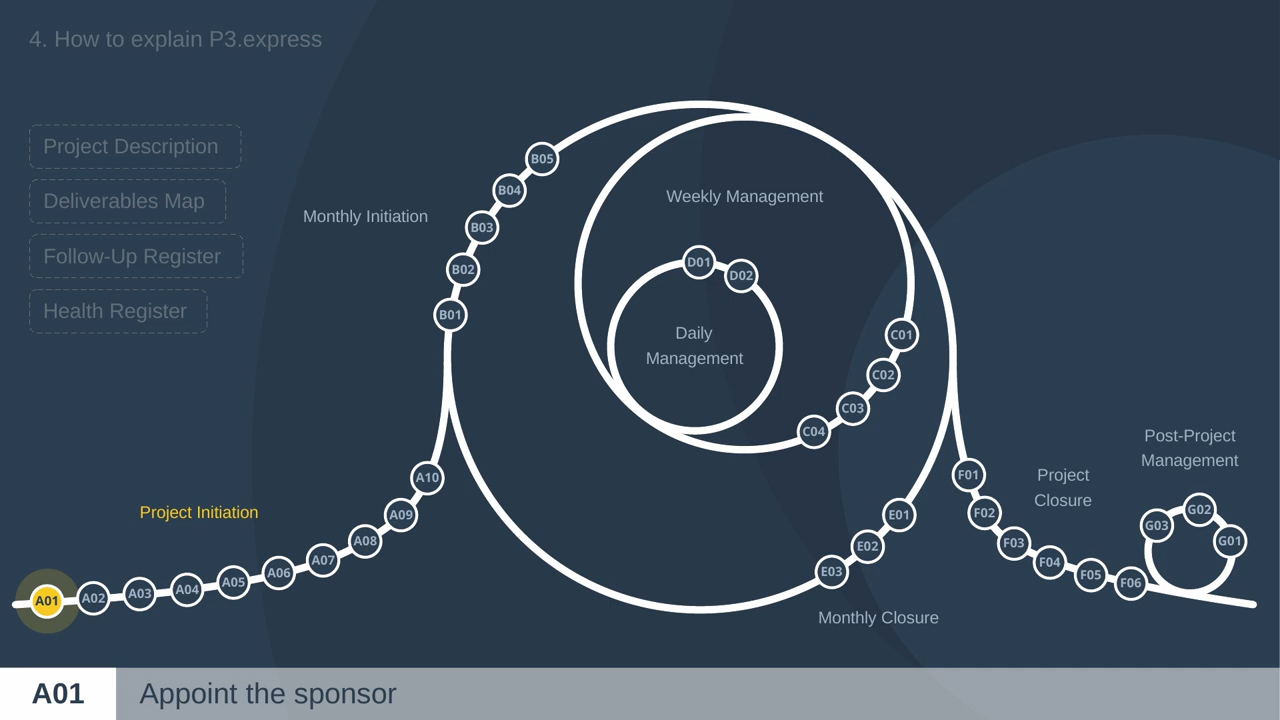 4. How to explain P3.express
Project Description
Deliverables Map
Follow-Up Register
Health Register
Monthly Initiation
B05
B04
B03
B02
B01
Weekly Management
D01
D02
Daily
Management
C01
C02
C03
C04
Project Initiation
A01
A02
A03
A04
A05
A06
A07
A08
A09
A10
E01
E02
E03
Monthly Closure
F01
F02
F03
F04
F05
F06
Project
Closure
Post-Project
Management
G03
G02
G01
A01
Appoint the sponsor